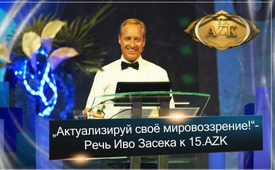 AZK
„Актуализируй своё мировоззрение!“-
Речь Иво Засека к 15.AZK